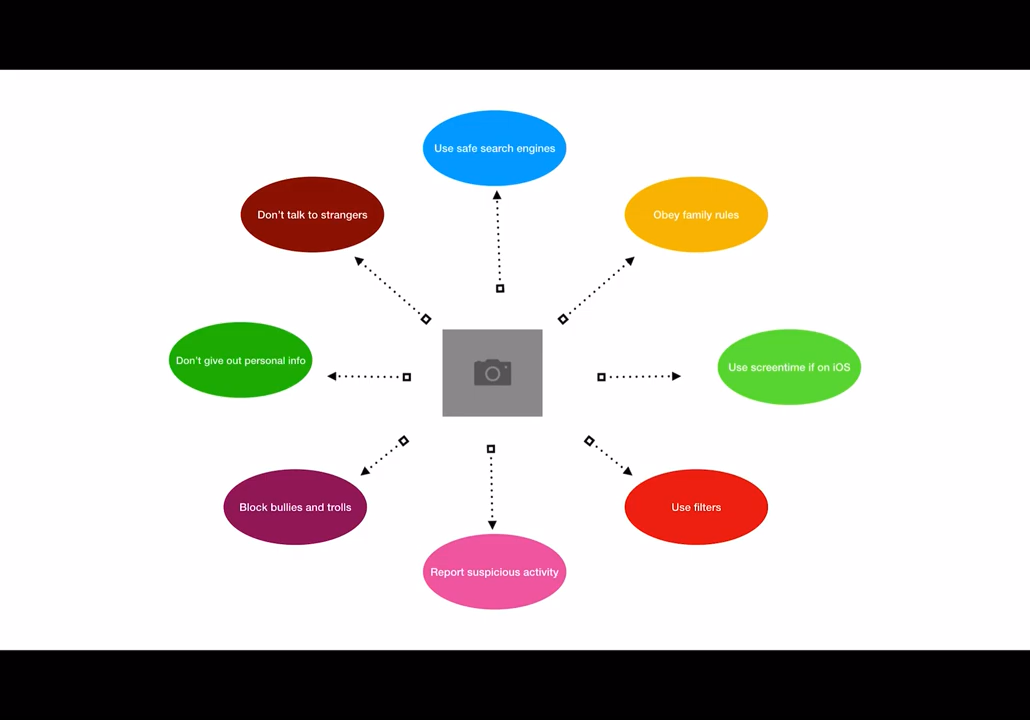 Use safe search engines
Don't talk to strangers
Obey family rules
Don't give out personal info
Use screentime if on iOS
Block bullies and trolls
Use filters
Report suspicious activity